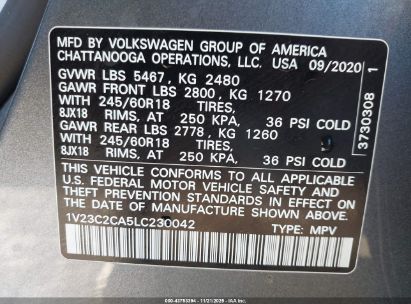 MFD BY VOLKSWAGEN GROUP OF AMERICA
CHATTANOOGA OPERATIONS, LLC. USA 09/2020
GVWR LBS 5467, KG 2480
GAWR FRONT LBS 2800, KG 1270
WITH 245/60R18 TIRES,
8JX18 RIMS, AT 250 KPA, 36 PSI COLD
GAWR REAR LBS 2778, KG 1260
WITH 245/60R18 TIRES,
8JX18 RIMS, AT 250 KPA, 36 PSI COLD
THIS VEHICLE CONFORMS TO ALL APPLICABLE
U.S. FEDERAL MOTOR VEHICLE SAFETY AND
THEFT PREVENTION STANDARDS IN EFFECT ON THE
DATE OF MANUFACTURE SHOWN ABOVE.
1V23C2CA5LC230042
TYPE: MPV
3730308 1